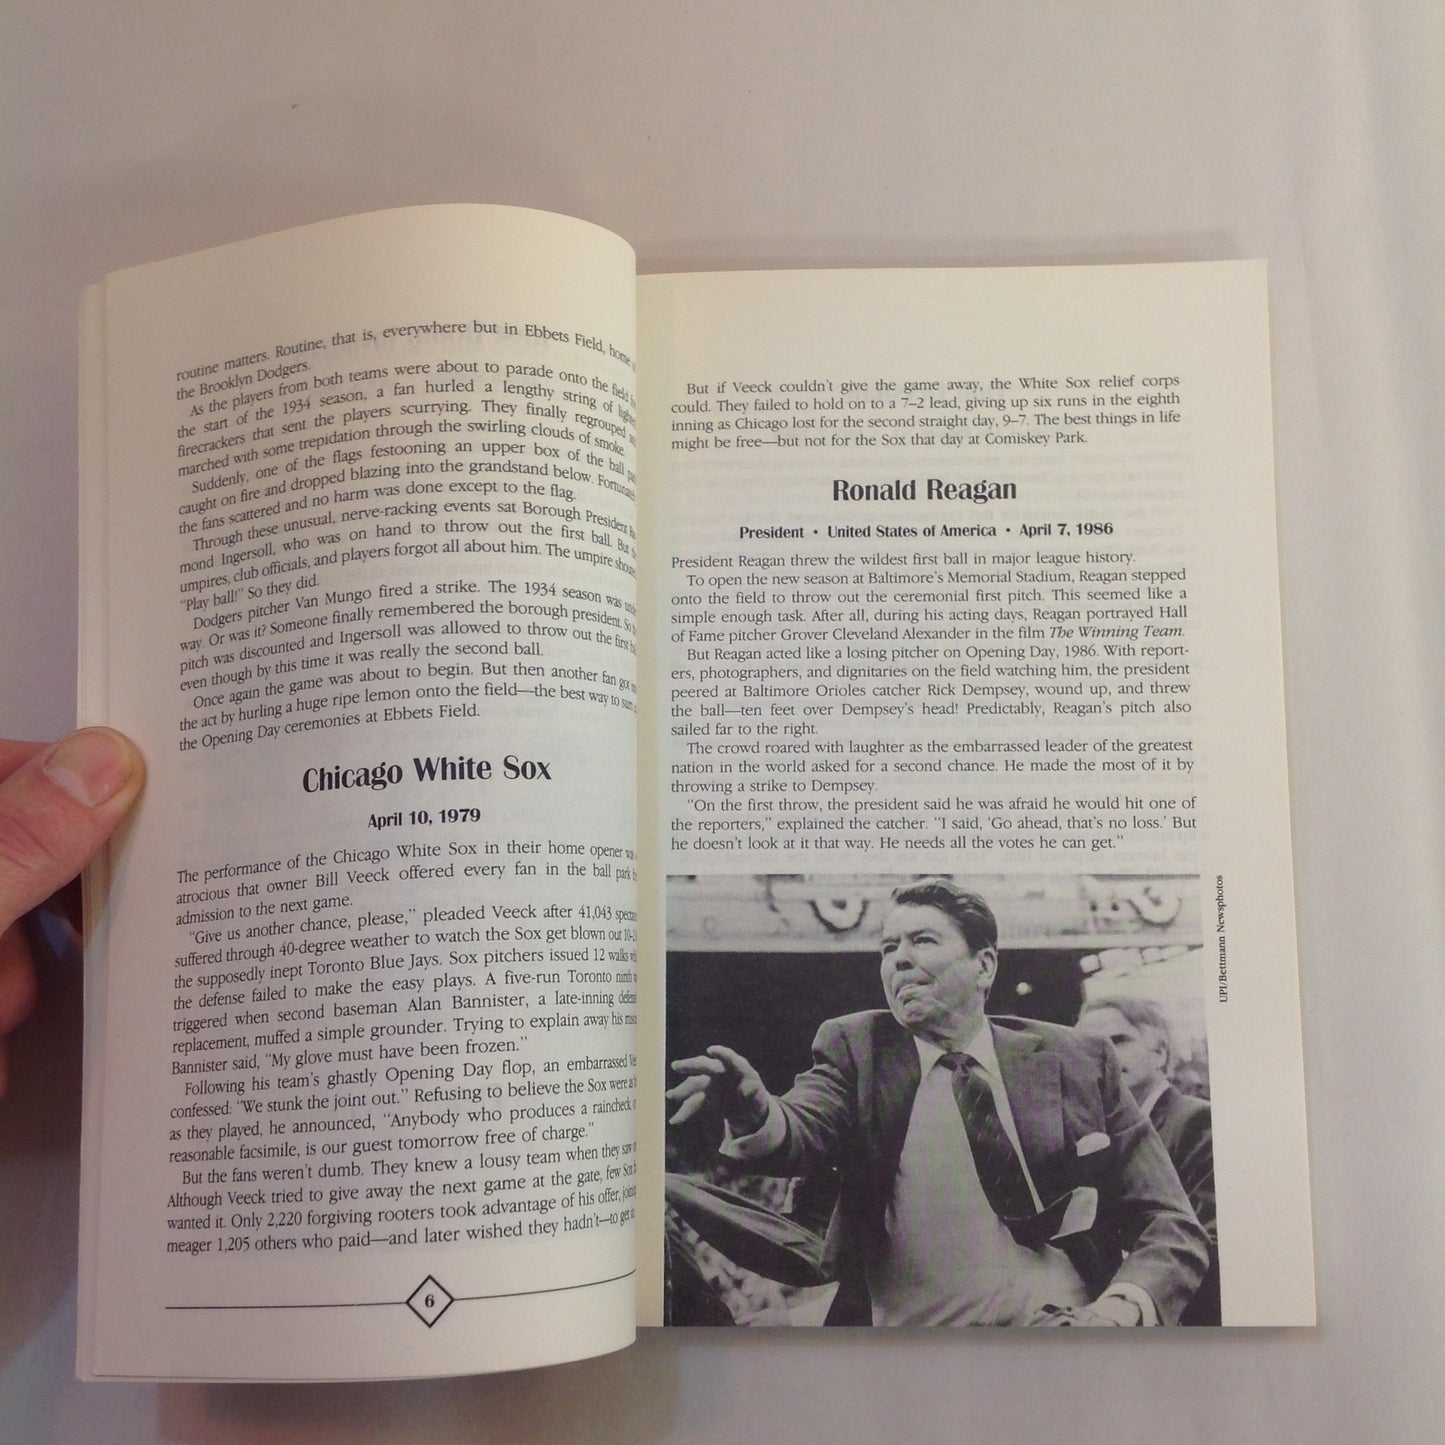 routine matters. Routine, that is, everywhere but in Ebbets Field, home
the Brooklyn Dodgers.
As the players from both teams were about to parade onto the field
the start of the 1934 season, a fan hurled a lengthy string of
firecrackers that sent the players scurrying. They finally regrouped
marched with some trepidation through the swirling clouds of smoke.
Suddenly, one of the flags festooning an upper box of the ball
caught on fire and dropped blazing into the grandstand below.
the fans scattered and no harm was done except to the flag.
Through these unusual, nerve-racking events sat Borough President
mond Ingersoll, who was on hand to throw out the first ball. But
umpires, club officials, and players forgot all about him. The umpire
“Play ball!” So they did.
Dodgers pitcher Van Mungo fired a strike. The 1934 season was
way. Or was it? Someone finally remembered the borough president. So
pitch was discounted and Ingersoll was allowed to throw out the first
even though by this time it was really the second ball.
Once again the game was about to begin. But then another fan got
the act by hurling a huge ripe lemon onto the field—the best way to
the Opening Day ceremonies at Ebbets Field.
Chicago White Sox
April 10, 1979
The performance of the Chicago White Sox in their home opener
atrocious that owner Bill Veeck offered every fan in the ball park
admission to the next game.
“Give us another chance, please,” pleaded Veeck after 41,043
suffered through 40-degree weather to watch the Sox get blown out
the supposedly inept Toronto Blue Jays. Sox pitchers issued 12 walks
the defense failed to make the easy plays. A five-run Toronto ninth
triggered when second baseman Alan Bannister, a late-inning
replacement, muffed a simple grounder. Trying to explain away his
Bannister said, “My glove must have been frozen.”
Following his team’s ghastly Opening Day flop, an embarrassed
confessed: “We stunk the joint out.” Refusing to believe the Sox were
as they played, he announced, “Anybody who produces a raincheck,
reasonable facsimile, is our guest tomorrow free of charge.”
But the fans weren’t dumb. They knew a lousy team when they saw
Although Veeck tried to give away the next game at the gate, few Sox
wanted it. Only 2,220 forgiving rooters took advantage of his offer,
meager 1,205 others who paid—and later wished they hadn’t—to get
6
But if Veeck couldn’t give the game away, the White Sox relief corps
could. They failed to hold on to a 7–2 lead, giving up six runs in the eighth
inning as Chicago lost for the second straight day, 9–7. The best things in life
might be free—but not for the Sox that day at Comiskey Park.
Ronald Reagan
President • United States of America • April 7, 1986
President Reagan threw the wildest first ball in major league history.
To open the new season at Baltimore’s Memorial Stadium, Reagan stepped
onto the field to throw out the ceremonial first pitch. This seemed like a
simple enough task. After all, during his acting days, Reagan portrayed Hall
of Fame pitcher Grover Cleveland Alexander in the film The Winning Team.
But Reagan acted like a losing pitcher on Opening Day, 1986. With report-
ers, photographers, and dignitaries on the field watching him, the president
peered at Baltimore Orioles catcher Rick Dempsey, wound up, and threw
the ball—ten feet over Dempsey’s head! Predictably, Reagan’s pitch also
sailed far to the right.
The crowd roared with laughter as the embarrassed leader of the greatest
nation in the world asked for a second chance. He made the most of it by
throwing a strike to Dempsey.
“On the first throw, the president said he was afraid he would hit one of
the reporters,” explained the catcher. “I said, ‘Go ahead, that’s no loss.’ But
he doesn’t look at it that way. He needs all the votes he can get.”
UPI/Bettmann Newsphotos